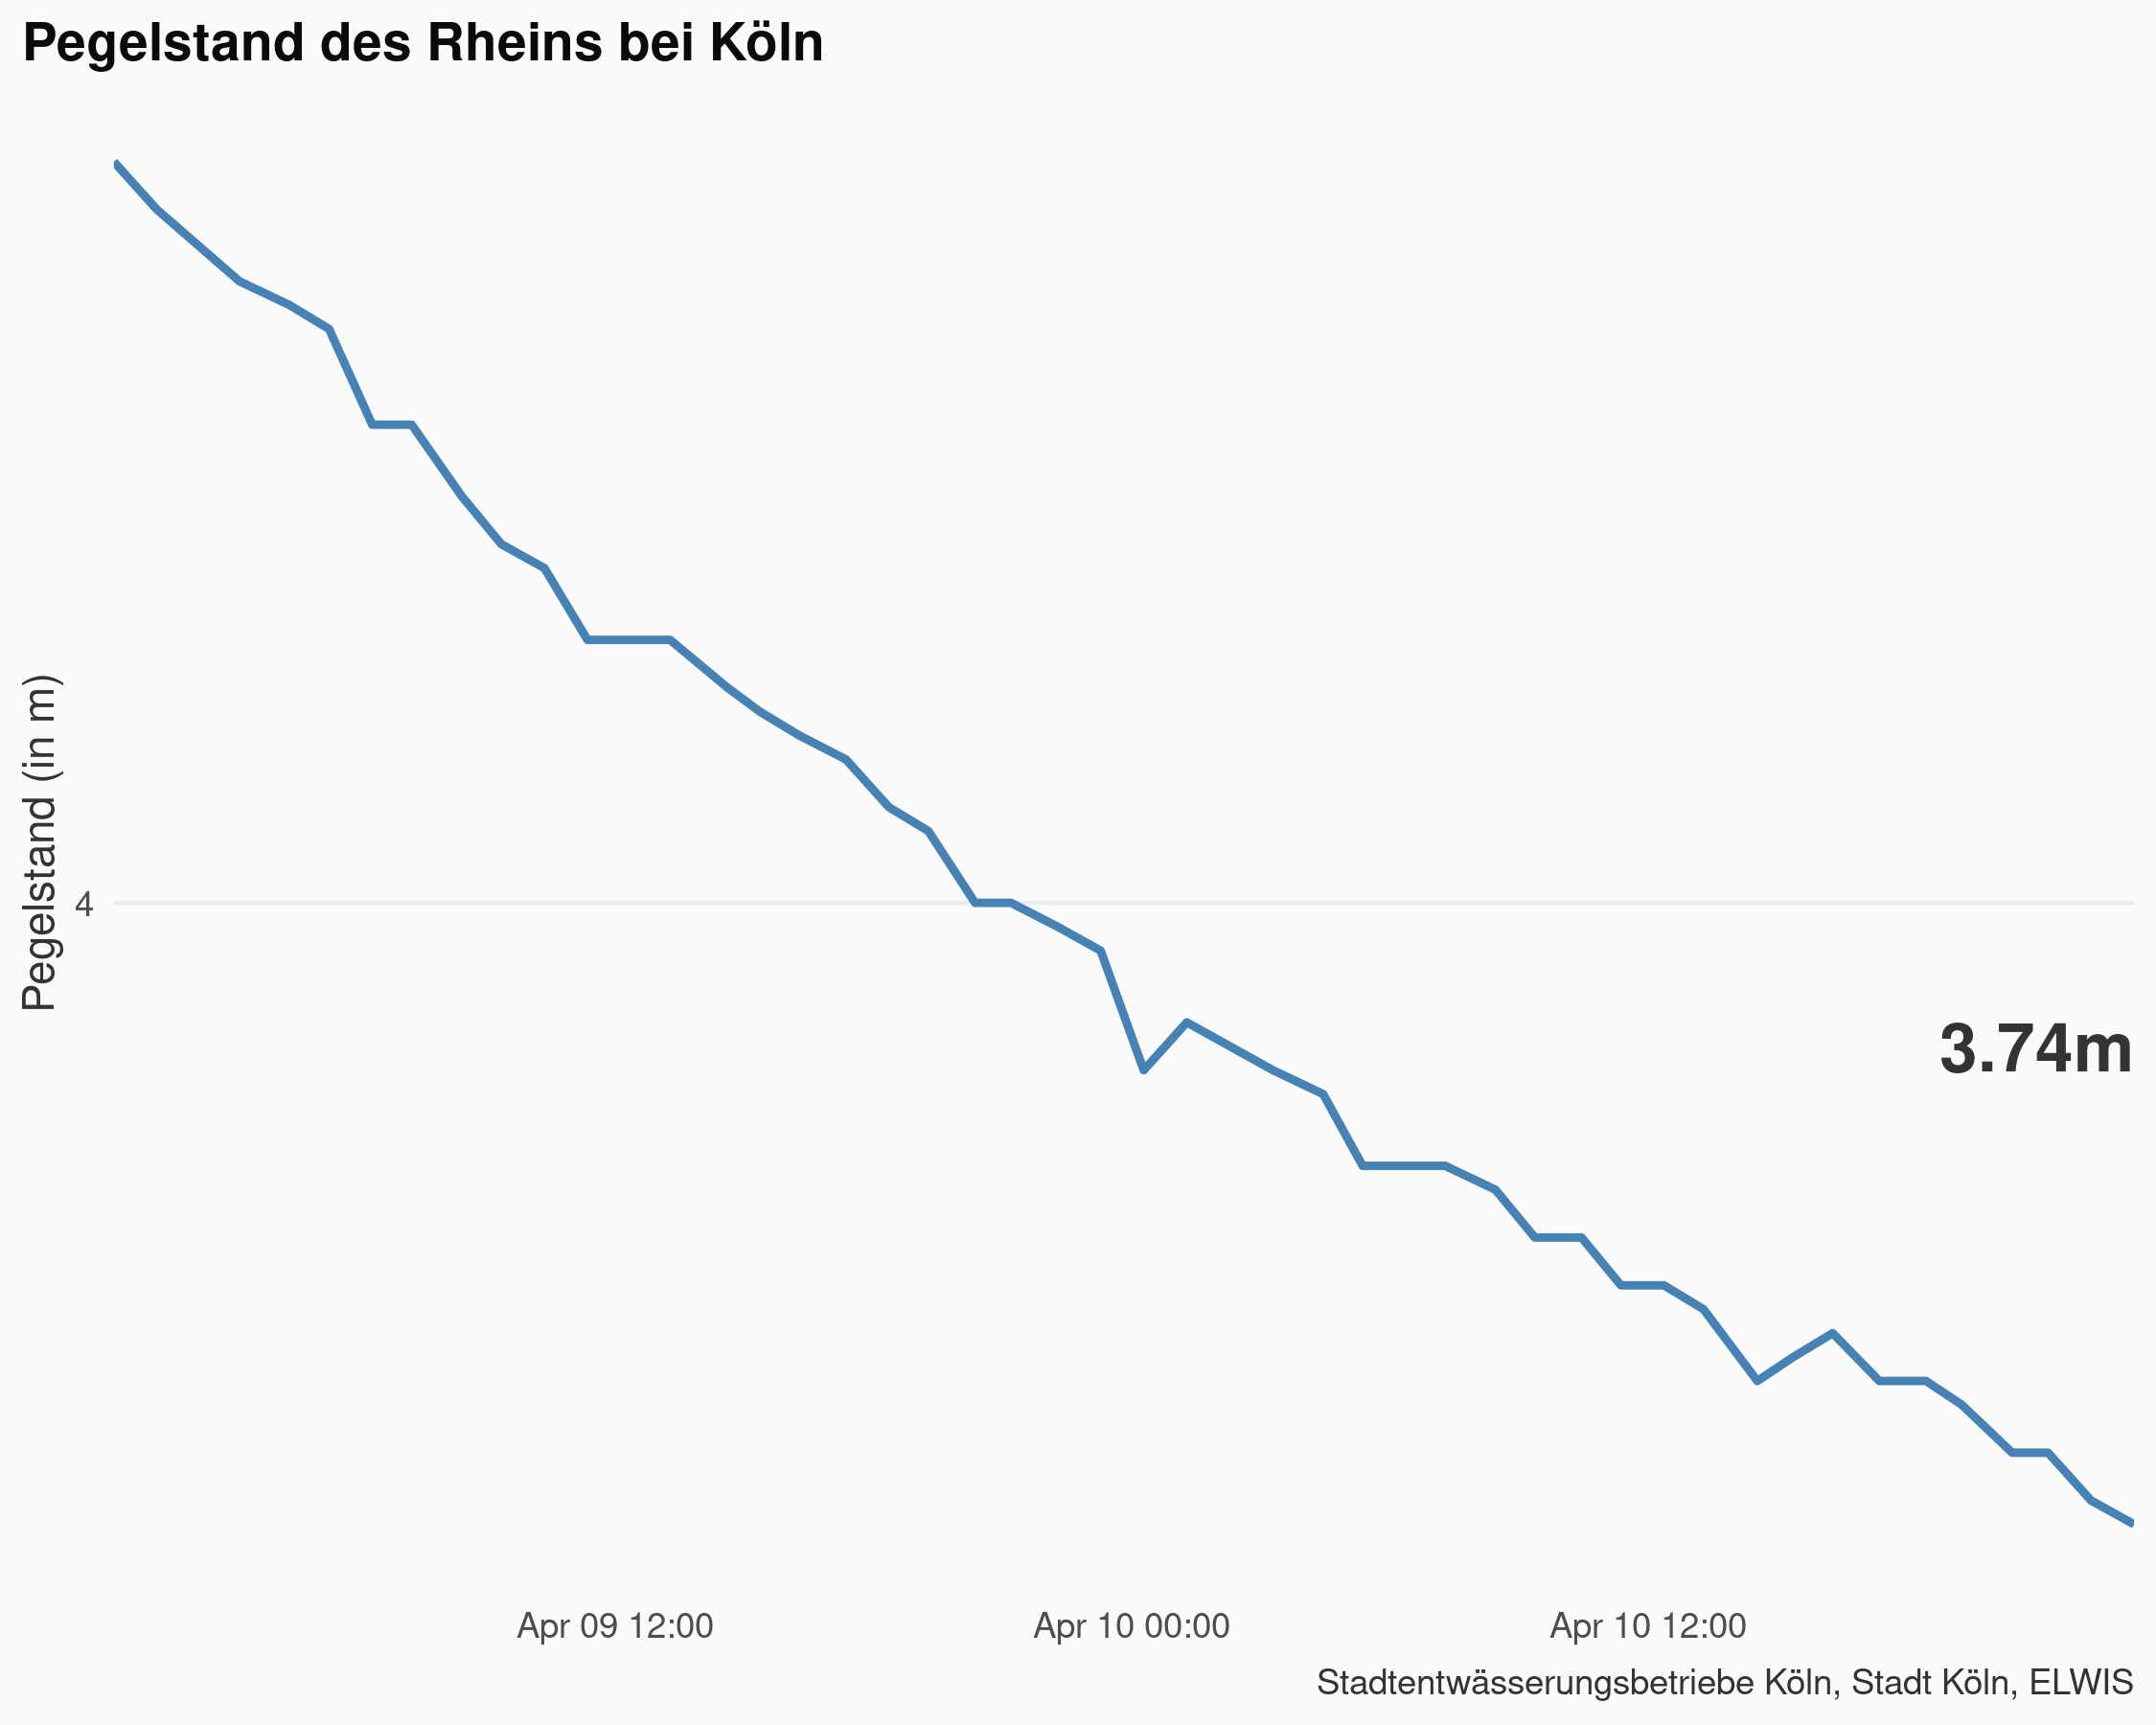 Pegelstand des Rheins bei Köln
Pegelstand (in m)
4
3.74m
Apr 09 12:00
Apr 10 00:00
Apr 10 12:00
Stadtentwässerungsbetriebe Köln, Stadt Köln, ELWIS